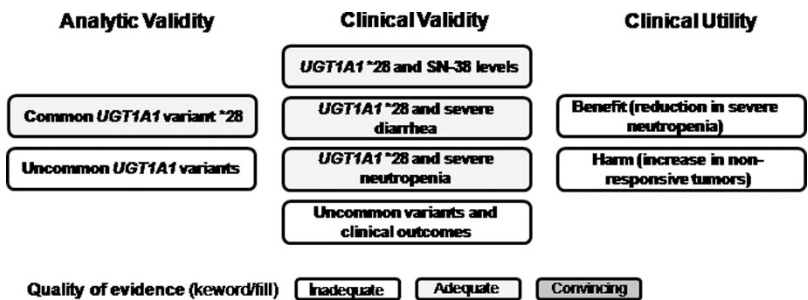 Analytic Validity
Clinical Validity
Clinical Utility
UGT1A1 *28 and SN-38 levels
Common UGT1A1 variant *28
UGT1A1 *28 and severe
diarrhea
Benefit (reduction in severe
neutropenia)
Uncommon UGT1A1 variants
UGT1A1 *28 and severe
neutropenia
Harm (increase in non-
responsive tumors)
Uncommon variants and
clinical outcomes
Quality of evidence (keword/fill)
Inadequate
Adequate
Convincing